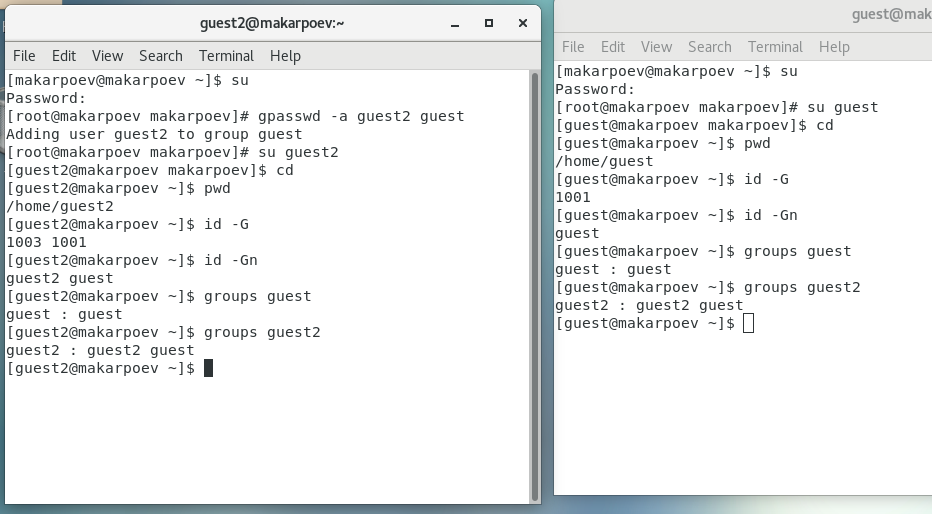 guest2@makarpoev:~
File Edit View Search Terminal Help
[makarpoev@makarpoev ~]$ su
Password:
[root@makarpoev makarpoev]# gpasswd -a guest2 guest
Adding user guest2 to group guest
[root@makarpoev makarpoev]# su guest2
[guest2@makarpoev makarpoev]$ cd
[guest2@makarpoev ~]$ pwd
/home/guest2
[guest2@makarpoev ~]$ id -G
1003 1001
[guest2@makarpoev ~]$ id -Gn
guest2 guest
[guest2@makarpoev ~]$ groups guest
guest : guest
[guest2@makarpoev ~]$ groups guest2
guest2 : guest2 guest
[guest2@makarpoev ~]$
guest@mak
File Edit View Search Terminal Help
[makarpoev@makarpoev ~]$ su
Password:
[root@makarpoev makarpoev]# su guest
[guest@makarpoev makarpoev]$ cd
[guest@makarpoev ~]$ pwd
/home/guest
[guest@makarpoev ~]$ id -G
1001
[guest@makarpoev ~]$ id -Gn
guest
[guest@makarpoev ~]$ groups guest
guest : guest
[guest@makarpoev ~]$ groups guest2
guest2 : guest2 guest
[guest@makarpoev ~]$